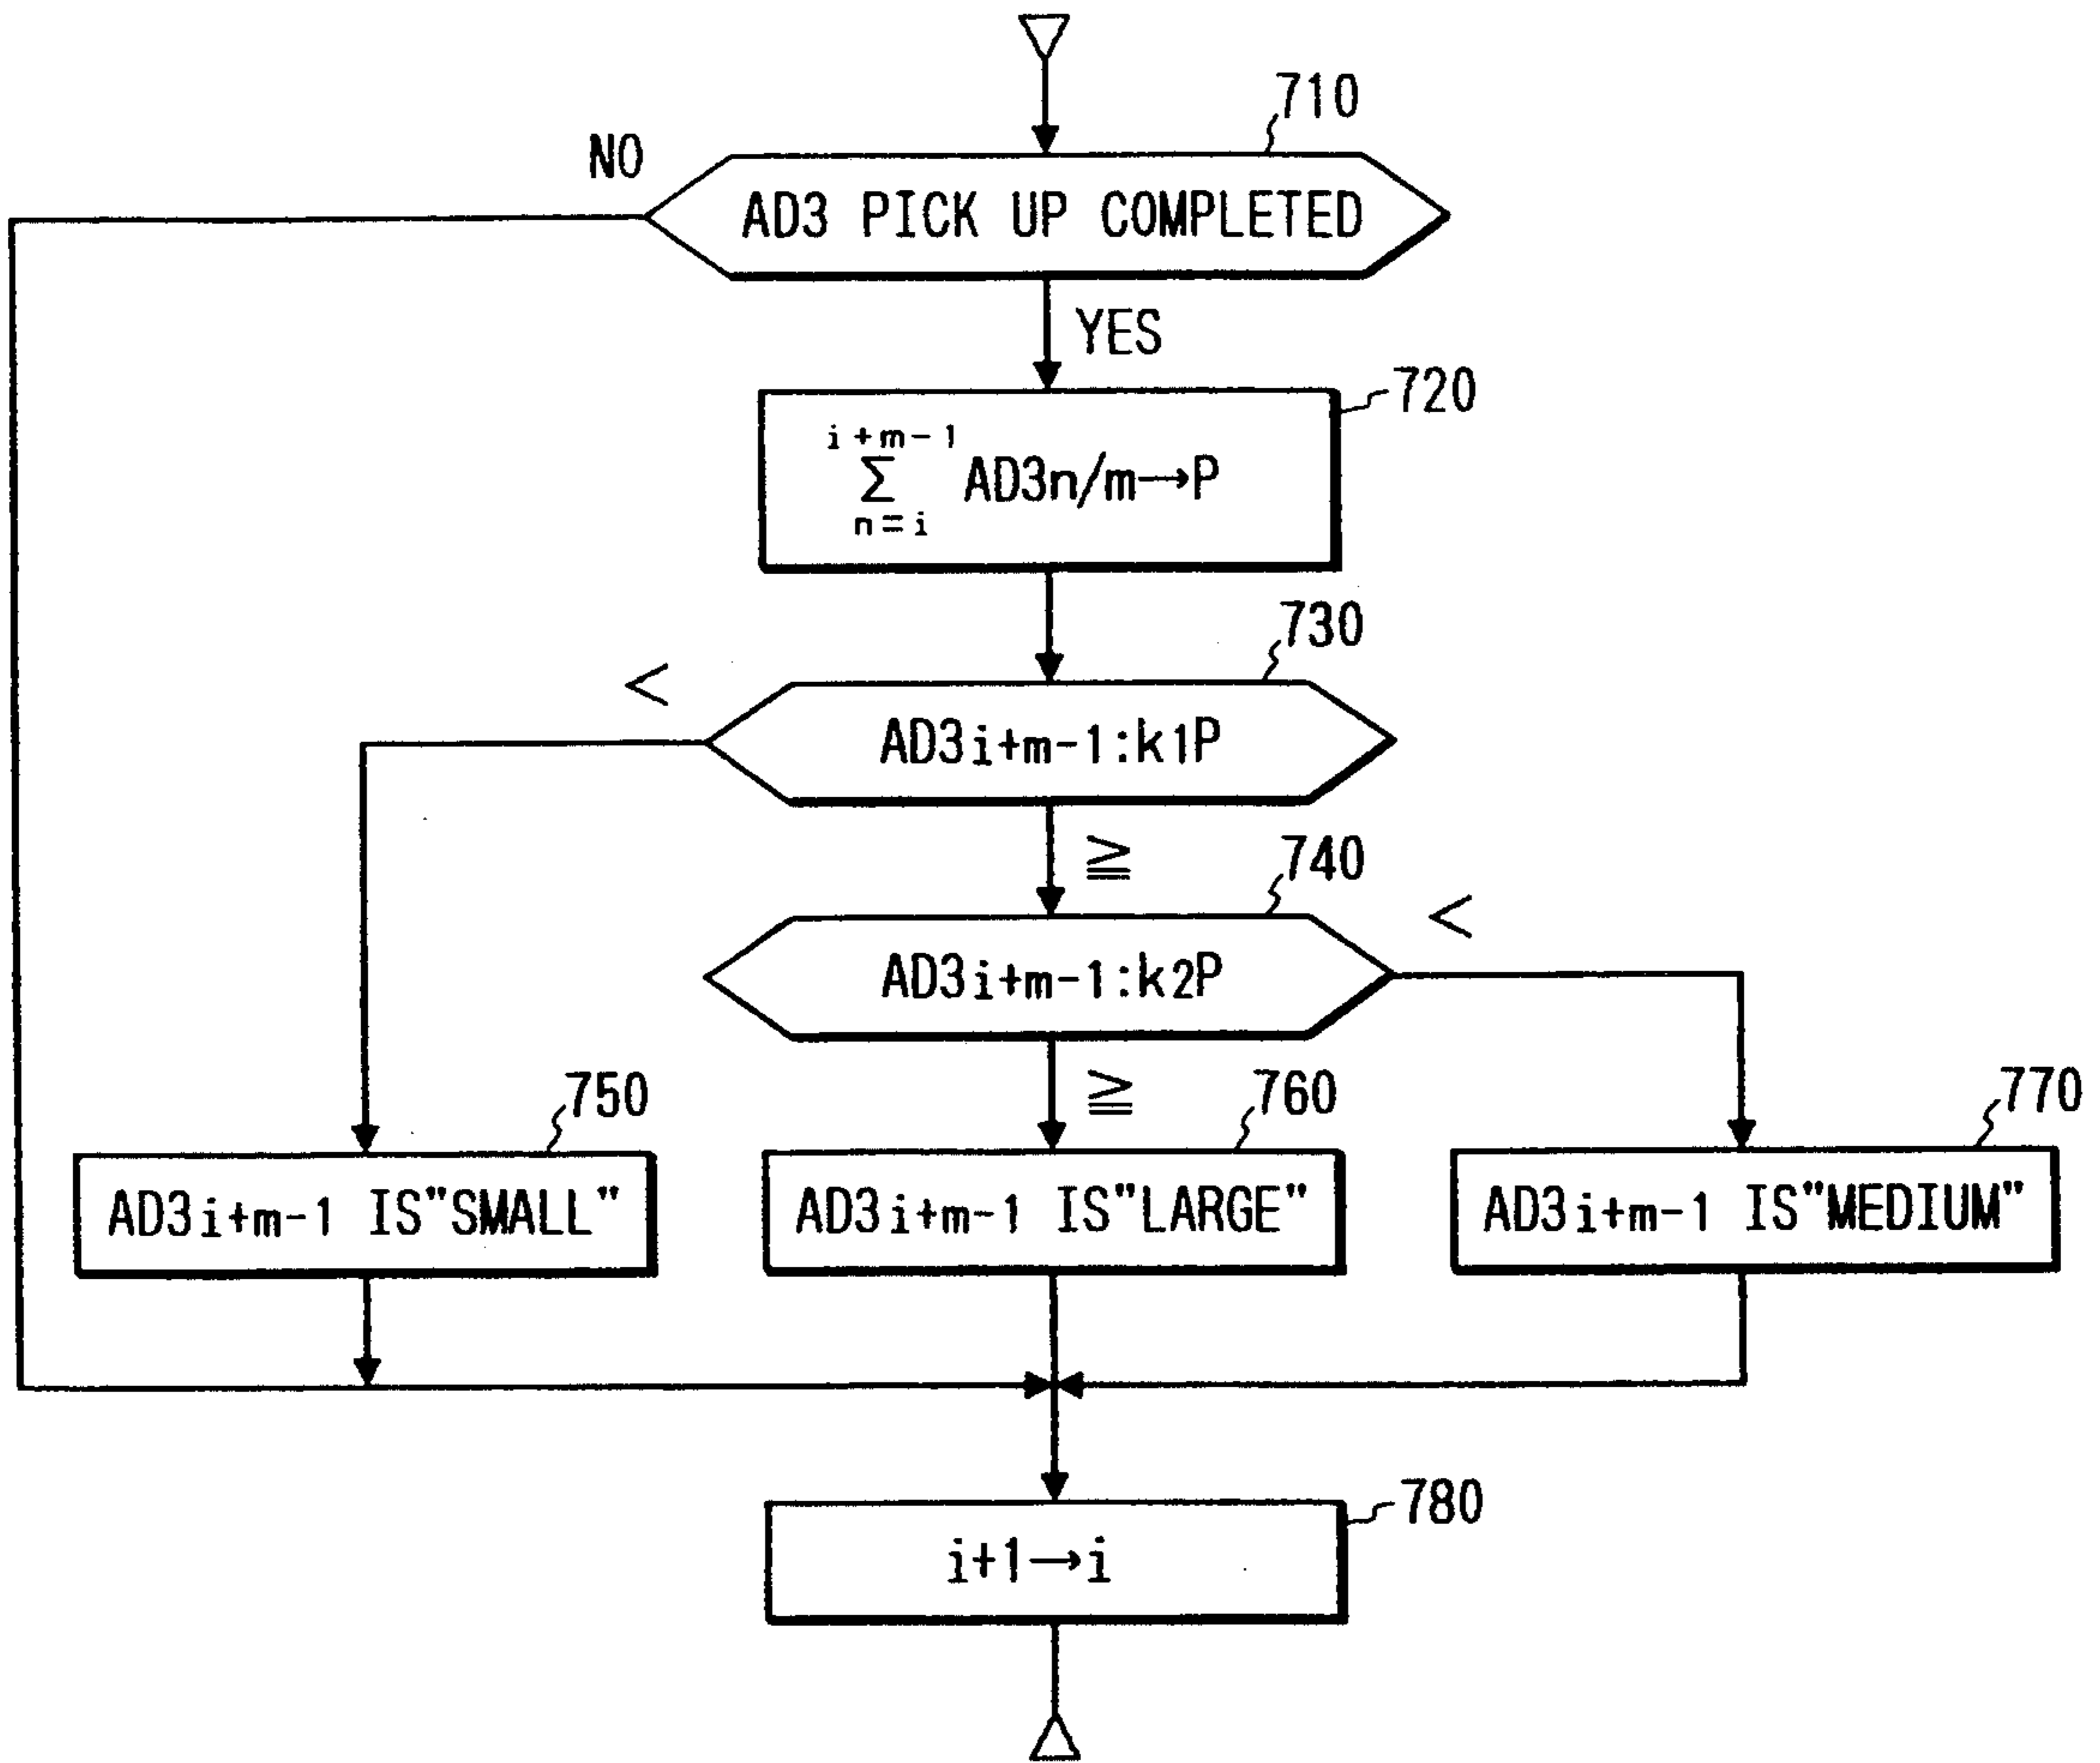 710
NO
AD3 PICK UP COMPLETED
YES
720
i+m-1
Σ AD3n/m→P
n=i
730
<
AD3i+m-1:k1P
≧
740
<
AD3i+m-1:k2P
≧
750
760
770
AD3i+m-1 IS"SMALL"
AD3i+m-1 IS"LARGE"
AD3i+m-1 IS"MEDIUM"
780
i+1→i